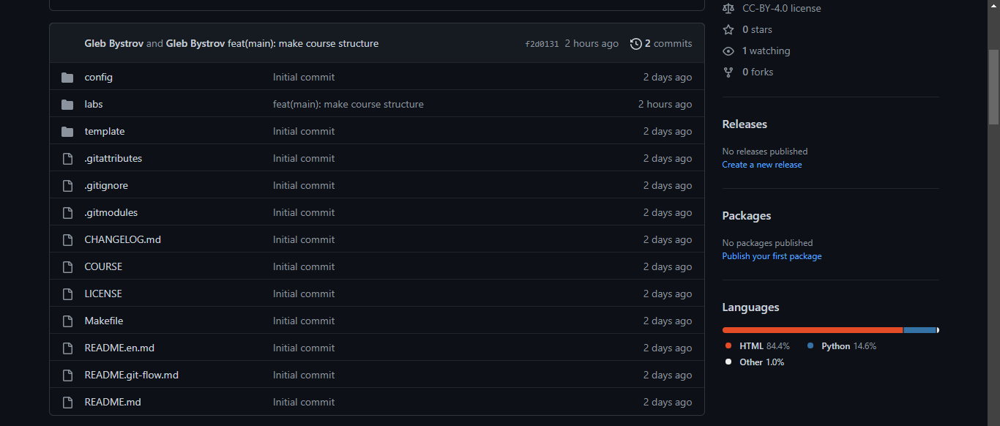 Gleb Bystrov and Gleb Bystrov feat(main): make course structure f2d0131 2 hours ago 2 commits
config Initial commit 2 days ago
labs feat(main): make course structure 2 hours ago
template Initial commit 2 days ago
.gitattributes Initial commit 2 days ago
.gitignore Initial commit 2 days ago
.gitmodules Initial commit 2 days ago
CHANGELOG.md Initial commit 2 days ago
COURSE Initial commit 2 days ago
LICENSE Initial commit 2 days ago
Makefile Initial commit 2 days ago
README.en.md Initial commit 2 days ago
README.git-flow.md Initial commit 2 days ago
README.md Initial commit 2 days ago
CC-BY-4.0 license
0 stars
1 watching
0 forks
Releases
No releases published
Create a new release
Packages
No packages published
Publish your first package
Languages
HTML 84.4% Python 14.6%
Other 1.0%